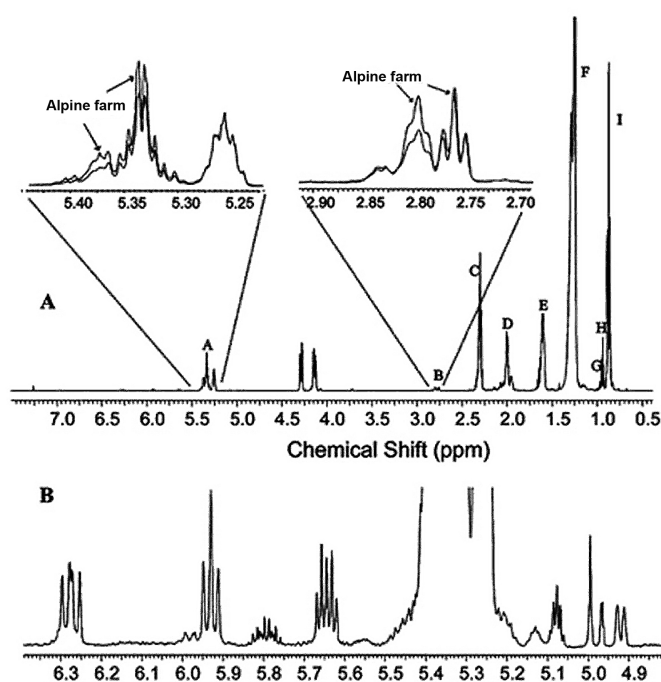 Alpine farm
Alpine farm
5.40 5.35 5.30 5.25
2.90 2.85 2.80 2.75 2.70
F
I
C
A
D
E
H
A
B
G
7.0 6.5 6.0 5.5 5.0 4.5 4.0 3.5 3.0 2.5 2.0 1.5 1.0 0.5
Chemical Shift (ppm)
B
6.3 6.2 6.1 6.0 5.9 5.8 5.7 5.6 5.5 5.4 5.3 5.2 5.1 5.0 4.9